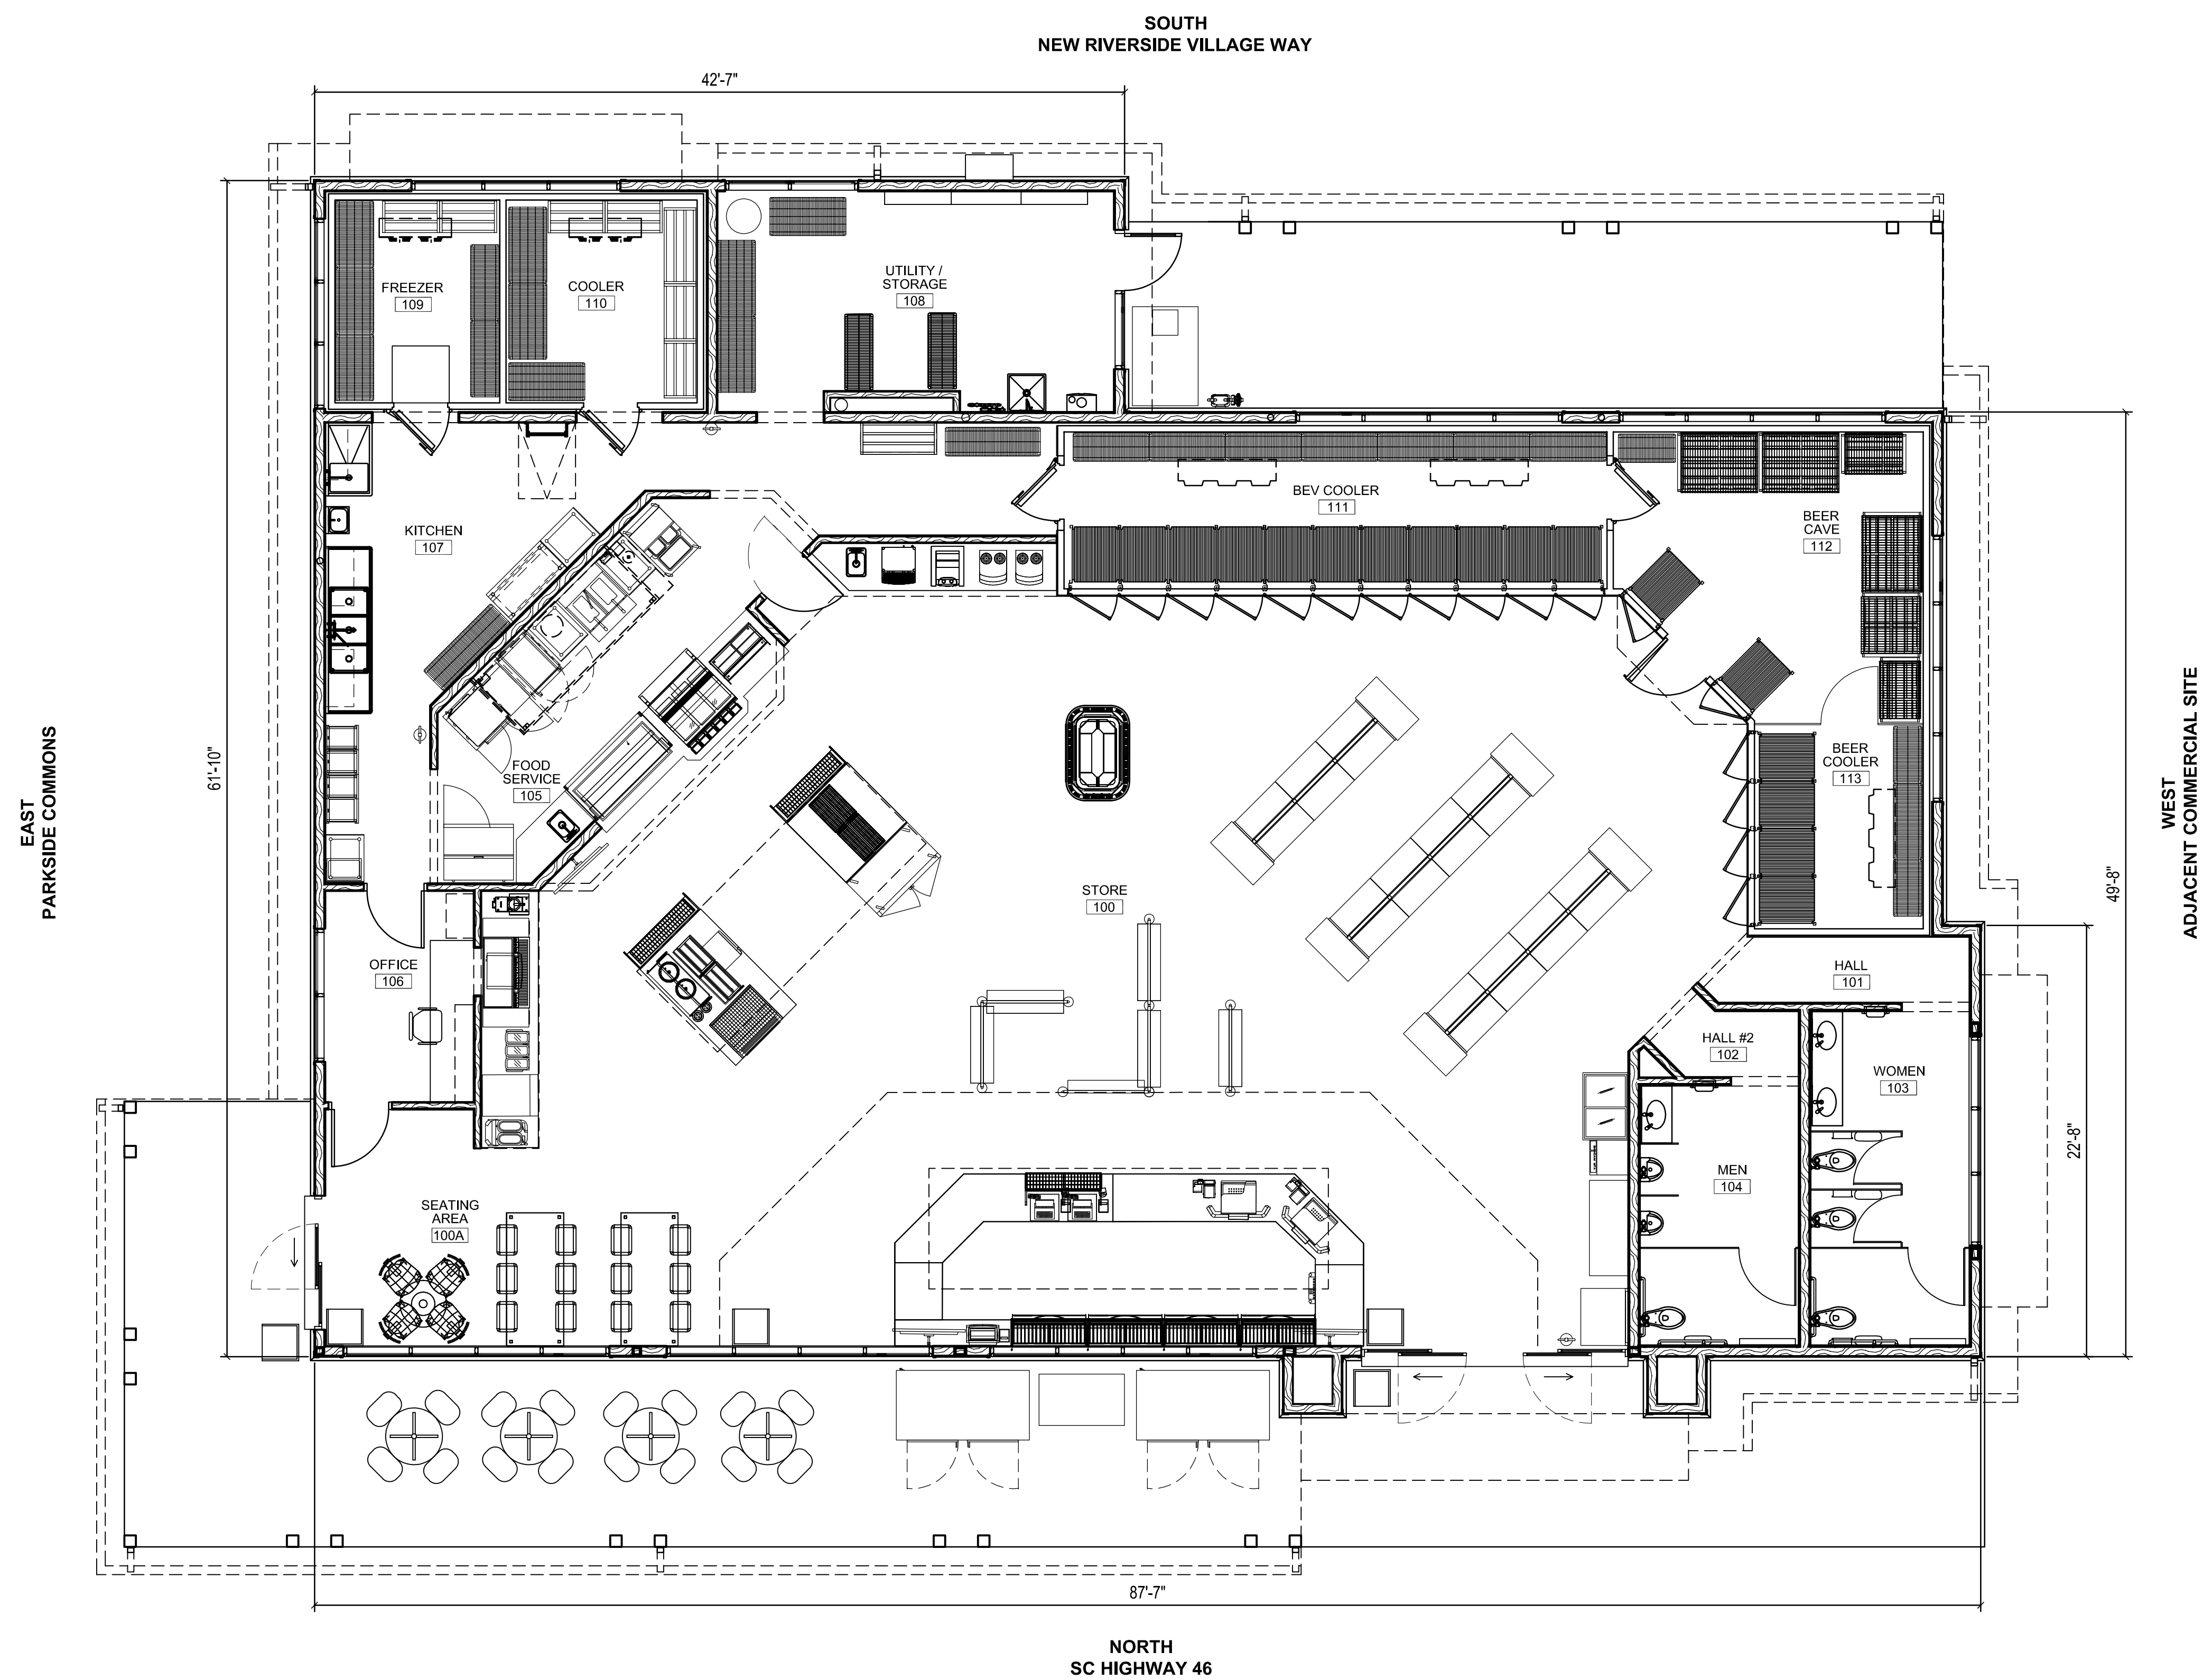 SOUTH
NEW RIVERSIDE VILLAGE WAY
42'-7"
UTILITY /
STORAGE
108
FREEZER
109
COOLER
110
BEV COOLER
111
KITCHEN
107
BEER
CAVE
112
EAST
PARKSIDE COMMONS
61'-10"
FOOD
SERVICE
105
BEER
COOLER
113
WEST
ADJACENT COMMERCIAL SITE
49'-8"
STORE
100
OFFICE
106
HALL
101
HALL #2
102
WOMEN
103
22'-8"
MEN
104
SEATING
AREA
100A
87'-7"
NORTH
SC HIGHWAY 46